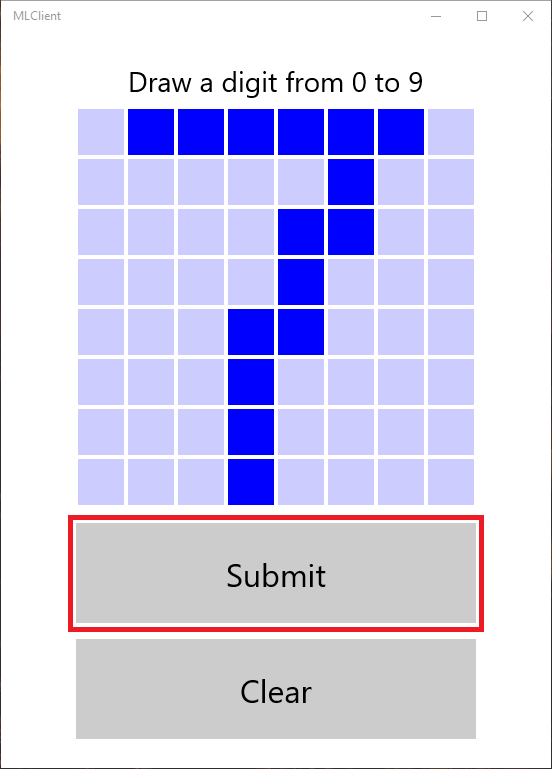 MLClient
Draw a digit from 0 to 9
Submit
Clear